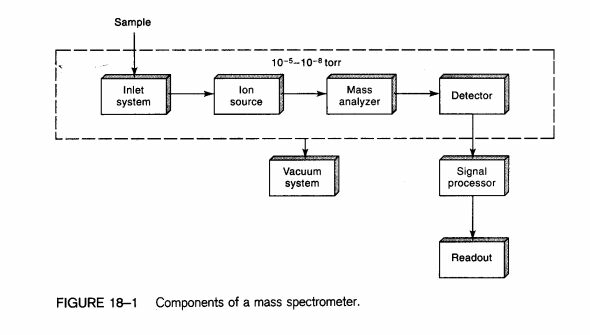 Sample
10⁻⁵–10⁻⁸ torr
Inlet
system
Ion
source
Mass
analyzer
Detector
Vacuum
system
Signal
processor
Readout
FIGURE 18–1 Components of a mass spectrometer.